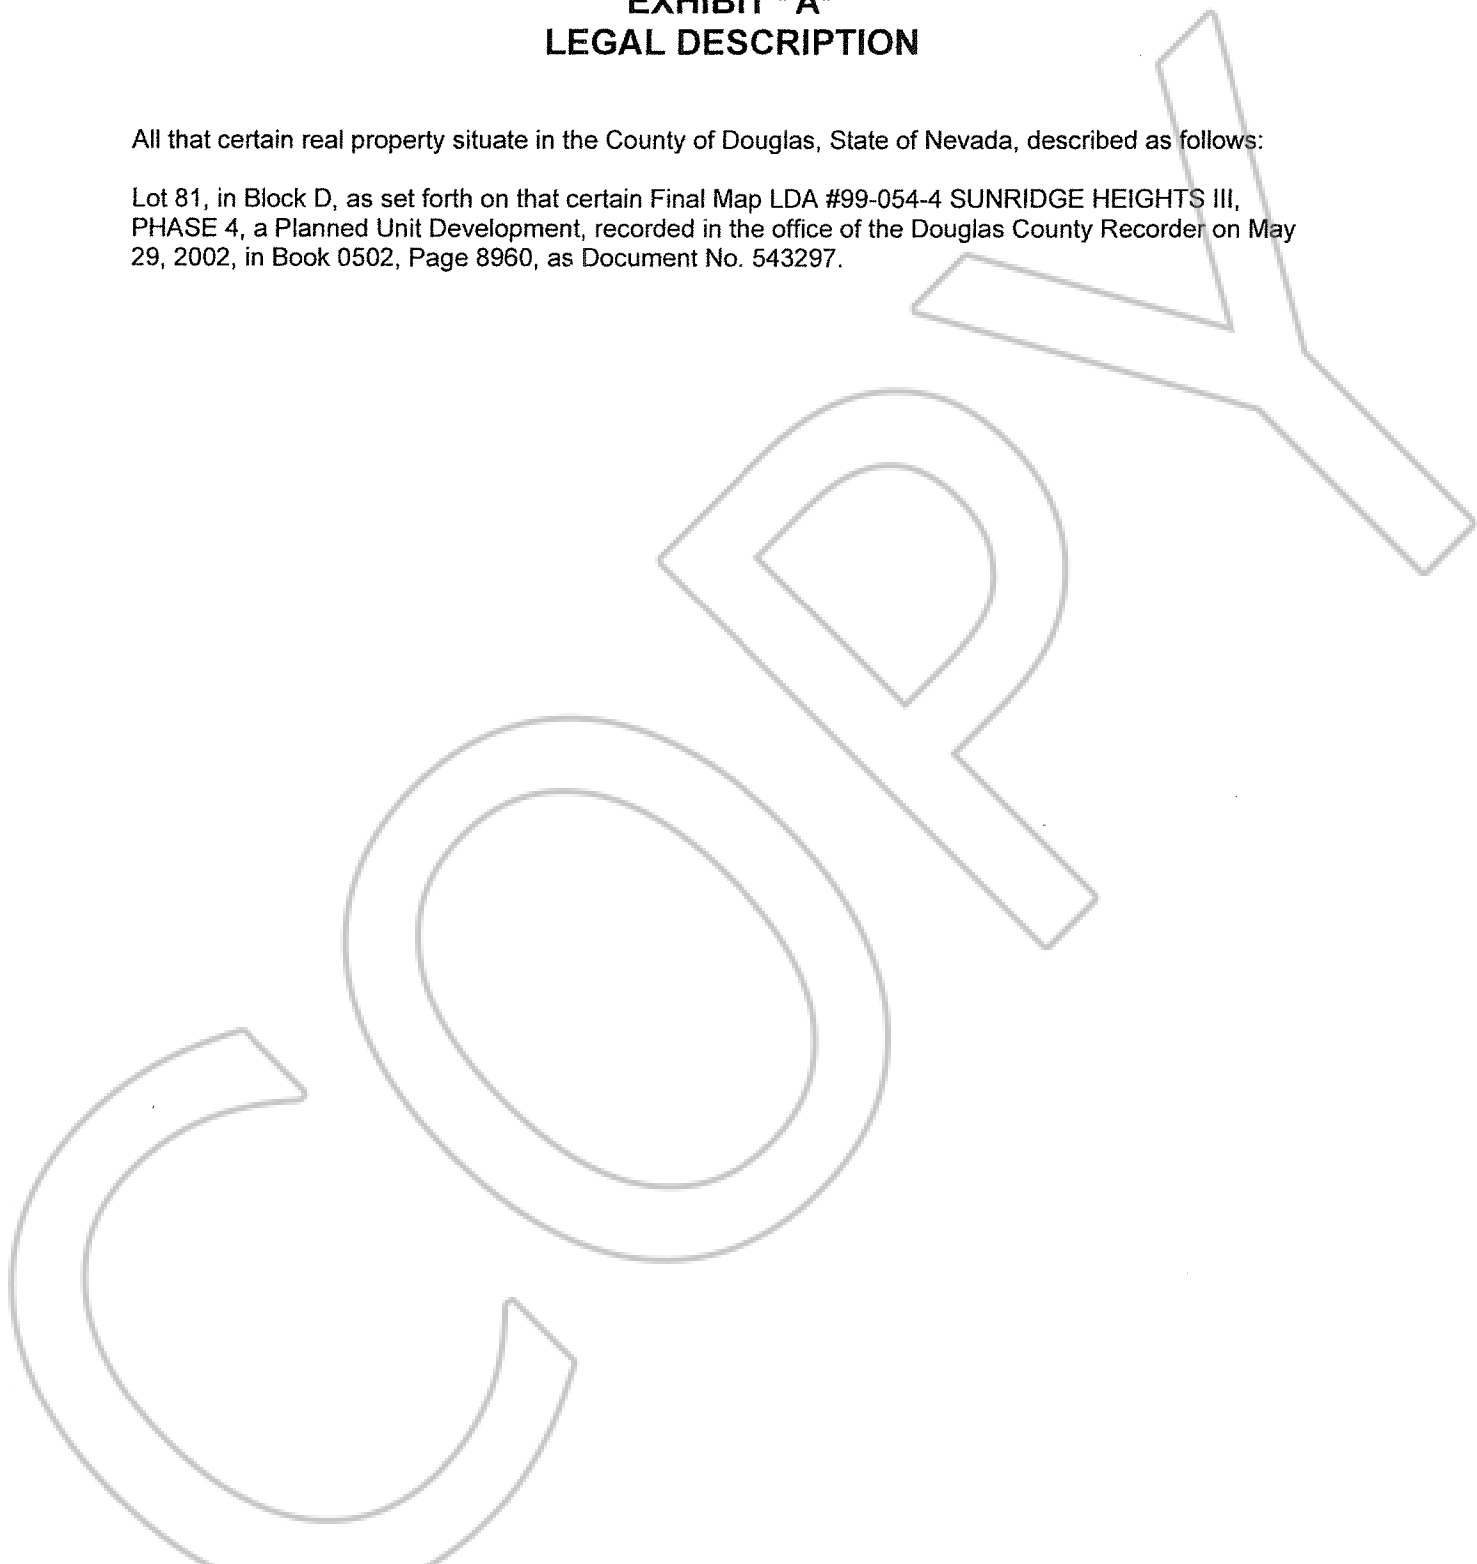 EXHIBIT "A"
LEGAL DESCRIPTION
All that certain real property situate in the County of Douglas, State of Nevada, described as follows:
Lot 81, in Block D, as set forth on that certain Final Map LDA #99-054-4 SUNRIDGE HEIGHTS III,
PHASE 4, a Planned Unit Development, recorded in the office of the Douglas County Recorder on May
29, 2002, in Book 0502, Page 8960, as Document No. 543297.
COPY